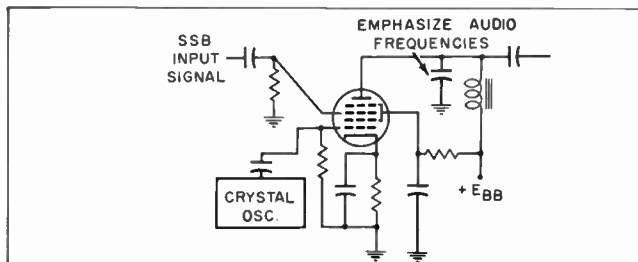 EMPHASIZE AUDIO
FREQUENCIES
SSB
INPUT
SIGNAL
CRYSTAL
OSC.
+ EBB